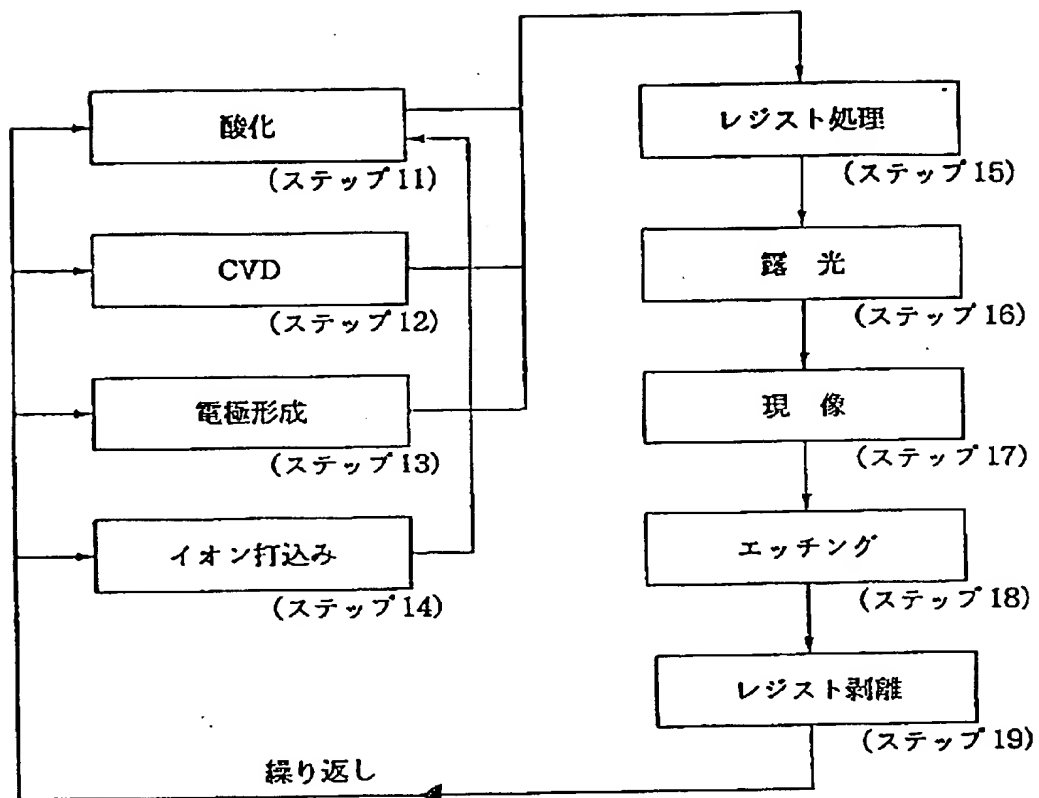 酸化
(ステップ11)
CVD
(ステップ12)
電極形成
(ステップ13)
イオン打込み
(ステップ14)
レジスト処理
(ステップ15)
露 光
(ステップ16)
現 像
(ステップ17)
エッチング
(ステップ18)
レジスト剥離
(ステップ19)
繰り返し